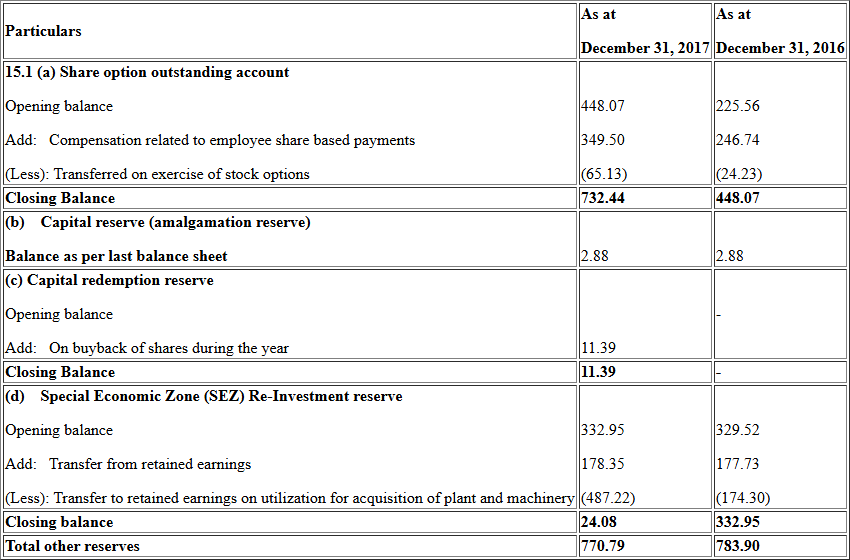 Particulars As at As at
December 31, 2017 December 31, 2016
15.1 (a) Share option outstanding account
Opening balance 448.07 225.56
Add: Compensation related to employee share based payments 349.50 246.74
(Less): Transferred on exercise of stock options (65.13) (24.23)
Closing Balance 732.44 448.07
(b) Capital reserve (amalgamation reserve)
Balance as per last balance sheet 2.88 2.88
(c) Capital redemption reserve
Opening balance -
Add: On buyback of shares during the year 11.39
Closing Balance 11.39 -
(d) Special Economic Zone (SEZ) Re-Investment reserve
Opening balance 332.95 329.52
Add: Transfer from retained earnings 178.35 177.73
(Less): Transfer to retained earnings on utilization for acquisition of plant and machinery (487.22) (174.30)
Closing balance 24.08 332.95
Total other reserves 770.79 783.90